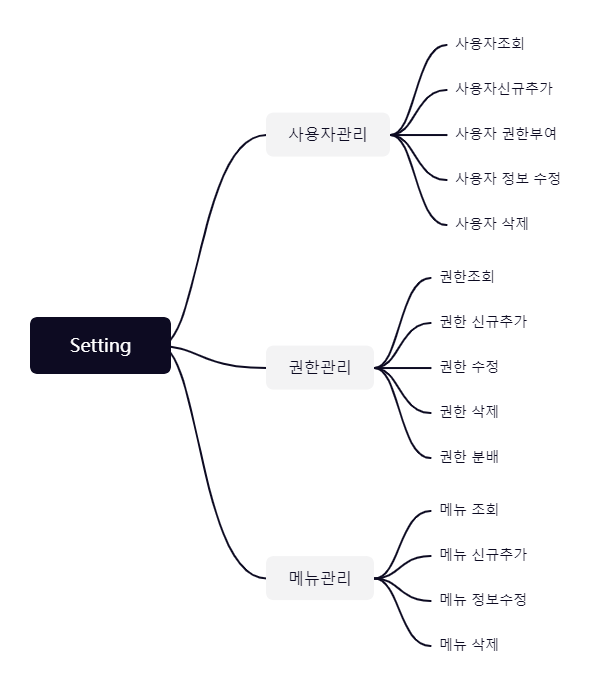 Setting
사용자관리
사용자조회
사용자신규추가
사용자 권한부여
사용자 정보 수정
사용자 삭제
권한관리
권한조회
권한 신규추가
권한 수정
권한 삭제
권한 분배
메뉴관리
메뉴 조회
메뉴 신규추가
메뉴 정보수정
메뉴 삭제